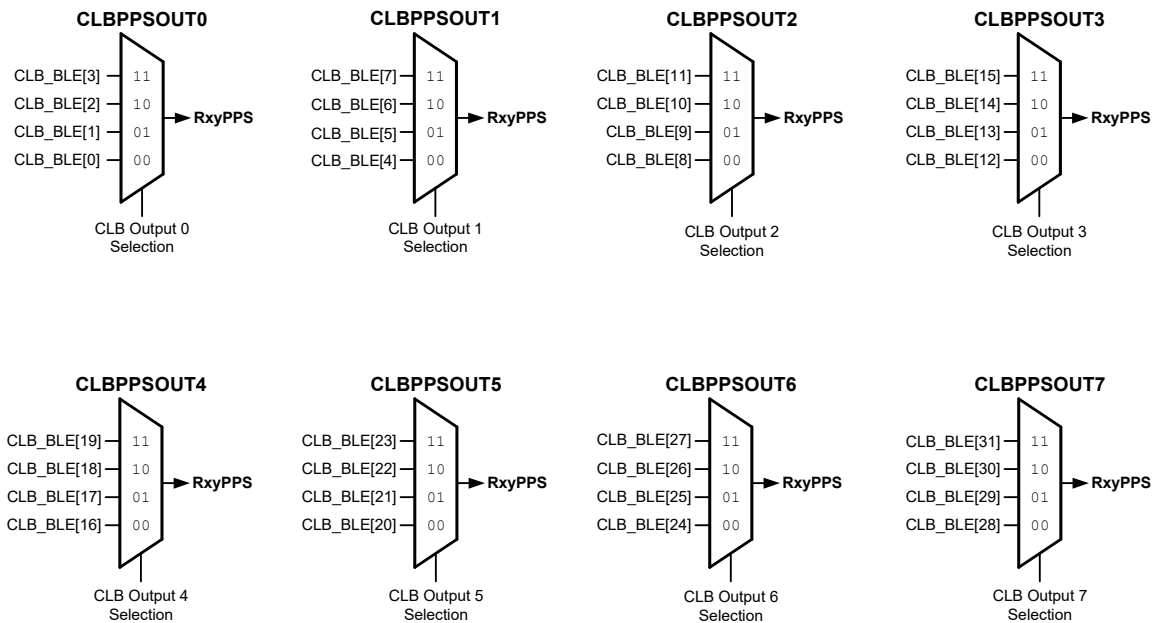 CLBPPSOUT0
CLB_BLE[3]
11
CLB_BLE[2]
10
CLB_BLE[1]
01
CLB_BLE[0]
00
RxyPPS
CLB Output 0
Selection
CLBPPSOUT1
CLB_BLE[7]
11
CLB_BLE[6]
10
CLB_BLE[5]
01
CLB_BLE[4]
00
RxyPPS
CLB Output 1
Selection
CLBPPSOUT2
CLB_BLE[11]
11
CLB_BLE[10]
10
CLB_BLE[9]
01
CLB_BLE[8]
00
RxyPPS
CLB Output 2
Selection
CLBPPSOUT3
CLB_BLE[15]
11
CLB_BLE[14]
10
CLB_BLE[13]
01
CLB_BLE[12]
00
RxyPPS
CLB Output 3
Selection
CLBPPSOUT4
CLB_BLE[19]
11
CLB_BLE[18]
10
CLB_BLE[17]
01
CLB_BLE[16]
00
RxyPPS
CLB Output 4
Selection
CLBPPSOUT5
CLB_BLE[23]
11
CLB_BLE[22]
10
CLB_BLE[21]
01
CLB_BLE[20]
00
RxyPPS
CLB Output 5
Selection
CLBPPSOUT6
CLB_BLE[27]
11
CLB_BLE[26]
10
CLB_BLE[25]
01
CLB_BLE[24]
00
RxyPPS
CLB Output 6
Selection
CLBPPSOUT7
CLB_BLE[31]
11
CLB_BLE[30]
10
CLB_BLE[29]
01
CLB_BLE[28]
00
RxyPPS
CLB Output 7
Selection